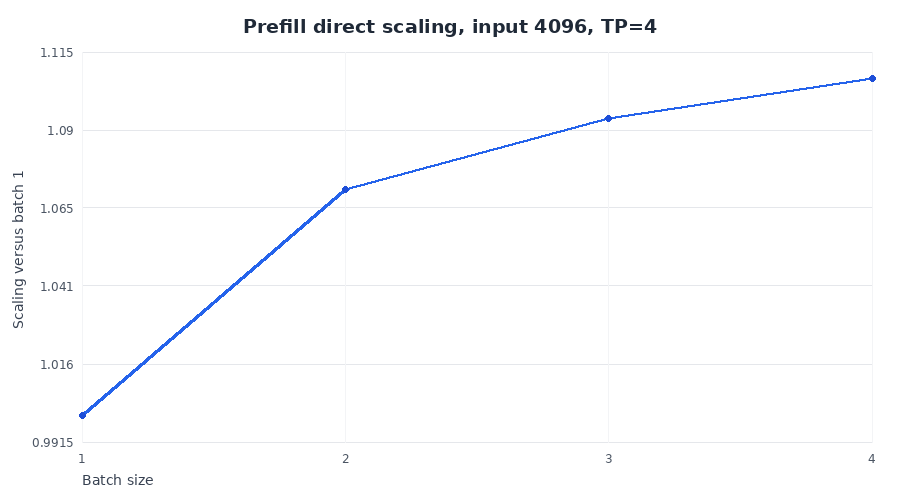 Prefill direct scaling, input 4096, TP=4
Scaling versus batch 1
1.115
1.09
1.065
1.041
1.016
0.9915
1 2 3 4
Batch size